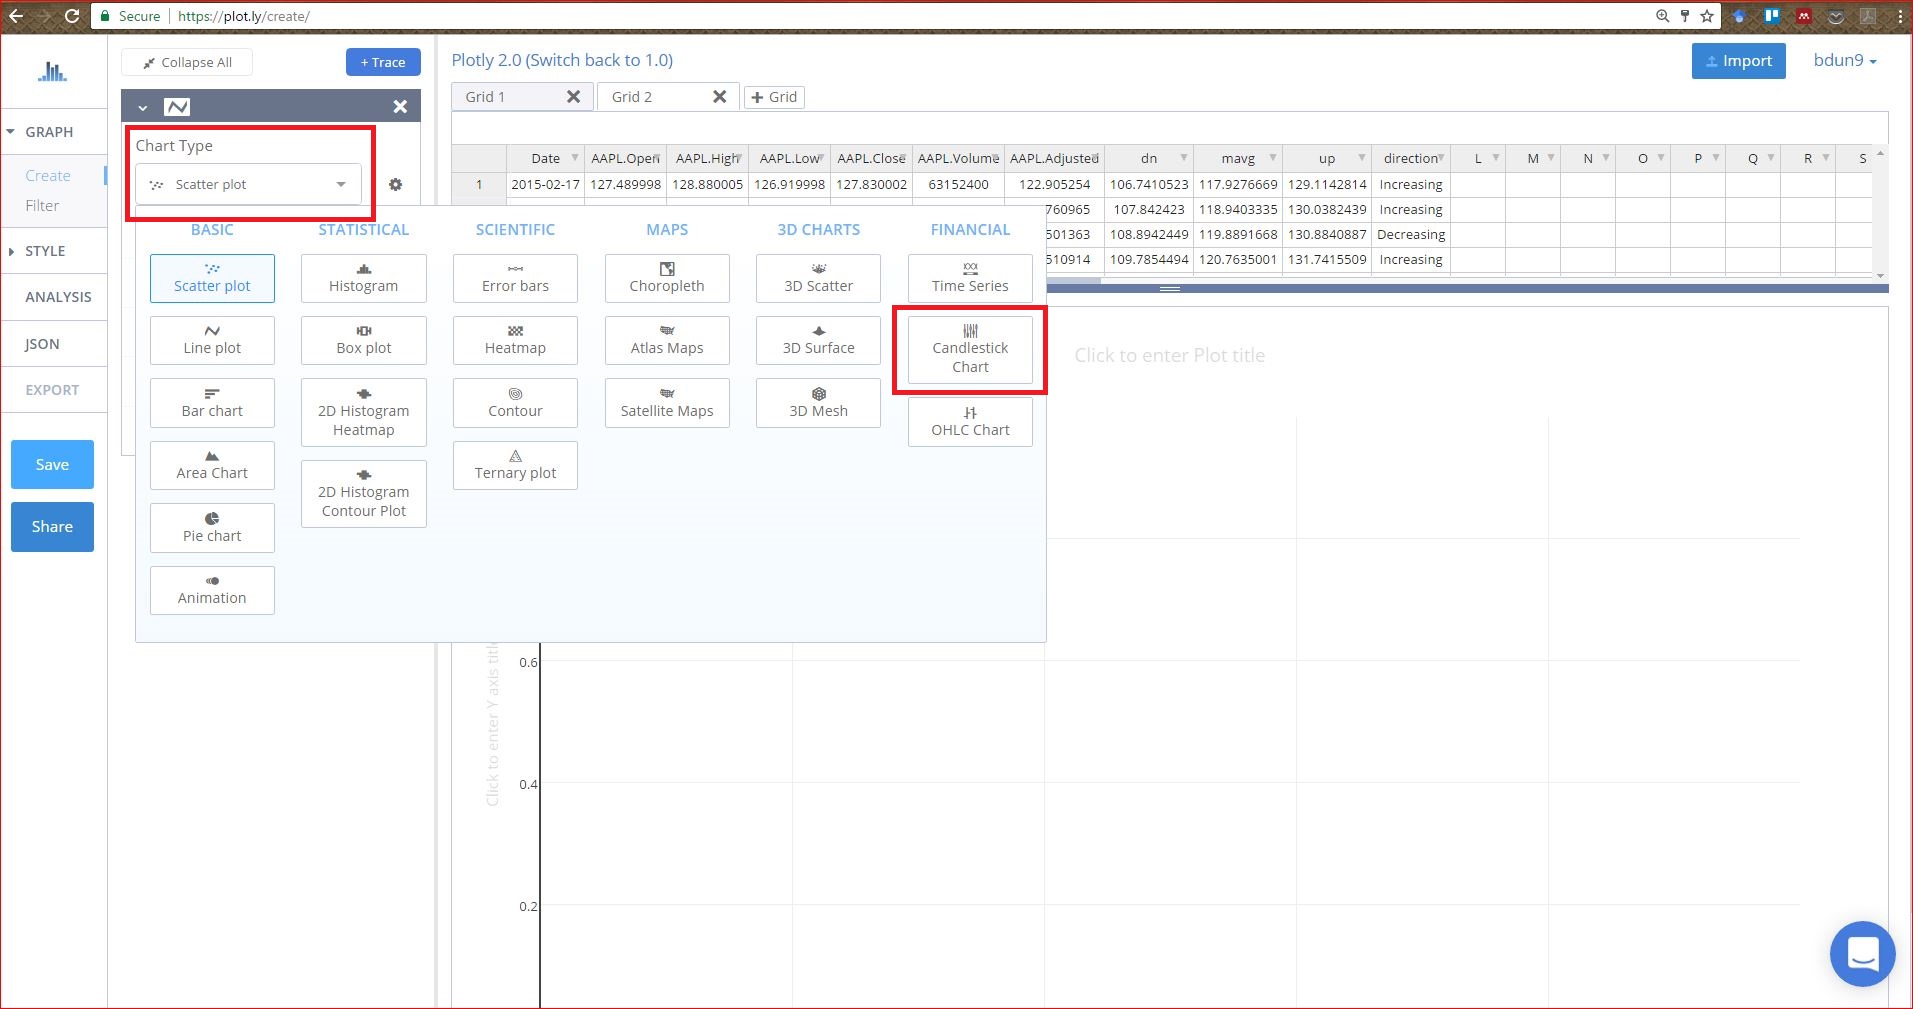 Secure https://plot.ly/create/
Collapse All
+ Trace
Plotly 2.0 (Switch back to 1.0)
Import
bdun9
Grid 1
Grid 2
+ Grid
GRAPH
Create
Filter
STYLE
ANALYSIS
JSON
EXPORT
Save
Share
Chart Type
Scatter plot
Date AAPL.Open AAPL.High AAPL.Low AAPL.Close AAPL.Volume AAPL.Adjusted dn mavg up direction L M N O P Q R S
1 2015-02-17 127.489998 128.880005 126.919998 127.830002 63152400 122.905254 106.7410523 117.9276669 129.1142814 Increasing
760965 107.842423 118.9403335 130.0382439 Increasing
501363 108.8942449 119.8891668 130.8840887 Decreasing
510914 109.7854494 120.7635001 131.7415509 Increasing
BASIC
Scatter plot
Line plot
Bar chart
Area Chart
Pie chart
Animation
STATISTICAL
Histogram
Box plot
2D Histogram
Heatmap
2D Histogram
Contour Plot
SCIENTIFIC
Error bars
Heatmap
Contour
Ternary plot
MAPS
Choropleth
Atlas Maps
Satellite Maps
3D CHARTS
3D Scatter
3D Surface
3D Mesh
FINANCIAL
Time Series
Candlestick
Chart
OHLC Chart
Click to enter Plot title
Click to enter Y axis title
0.6
0.4
0.2